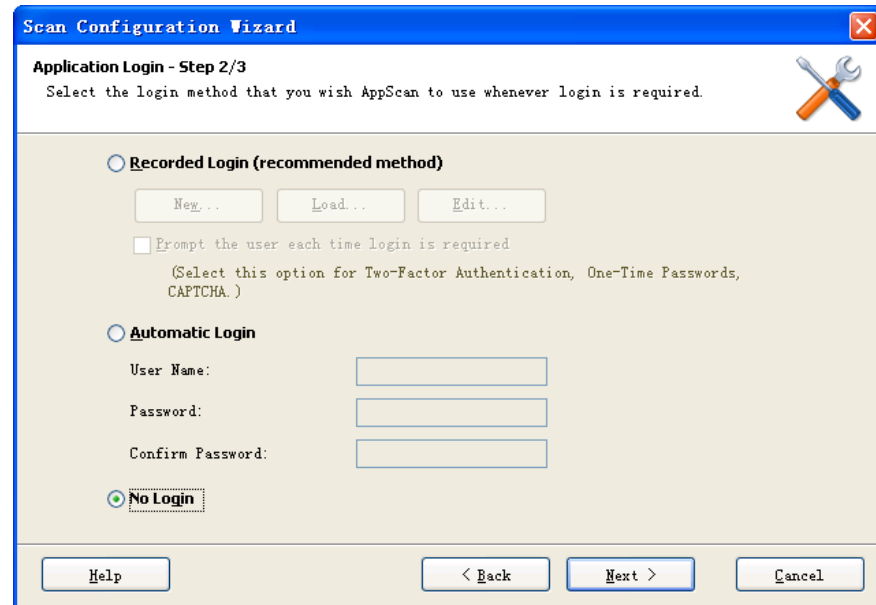 Scan Configuration Wizard
Application Login - Step 2/3
Select the login method that you wish AppScan to use whenever login is required.
Recorded Login (recommended method)
New... Load... Edit...
Prompt the user each time login is required
(Select this option for Two-Factor Authentication, One-Time Passwords,
CAPTCHA.)
Automatic Login
User Name:
Password:
Confirm Password:
No Login
Help < Back Next > Cancel